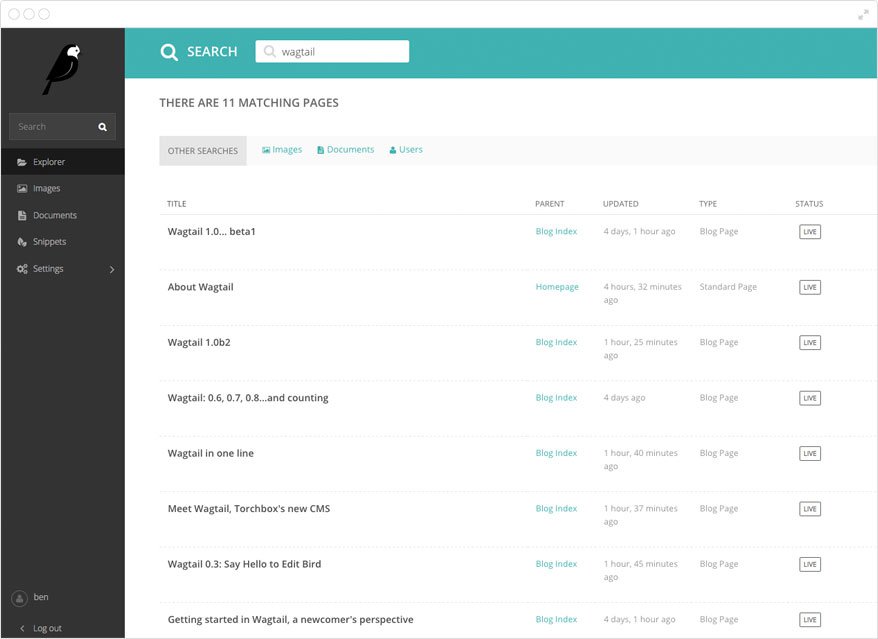 SEARCH wagtail
Search
Explorer
Images
Documents
Snippets
Settings
ben
Log out
THERE ARE 11 MATCHING PAGES
OTHER SEARCHES Images Documents Users
TITLE PARENT UPDATED TYPE STATUS
Wagtail 1.0... beta1 Blog Index 4 days, 1 hour ago Blog Page LIVE
About Wagtail Homepage 4 hours, 32 minutes Standard Page LIVE
ago
Wagtail 1.0b2 Blog Index 1 hour, 25 minutes Blog Page LIVE
ago
Wagtail: 0.6, 0.7, 0.8...and counting Blog Index 4 days ago Blog Page LIVE
Wagtail in one line Blog Index 1 hour, 40 minutes Blog Page LIVE
ago
Meet Wagtail, Torchbox's new CMS Blog Index 1 hour, 37 minutes Blog Page LIVE
ago
Wagtail 0.3: Say Hello to Edit Bird Blog Index 1 hour, 45 minutes Blog Page LIVE
ago
Getting started in Wagtail, a newcomer's perspective Blog Index 4 days, 1 hour ago Blog Page LIVE